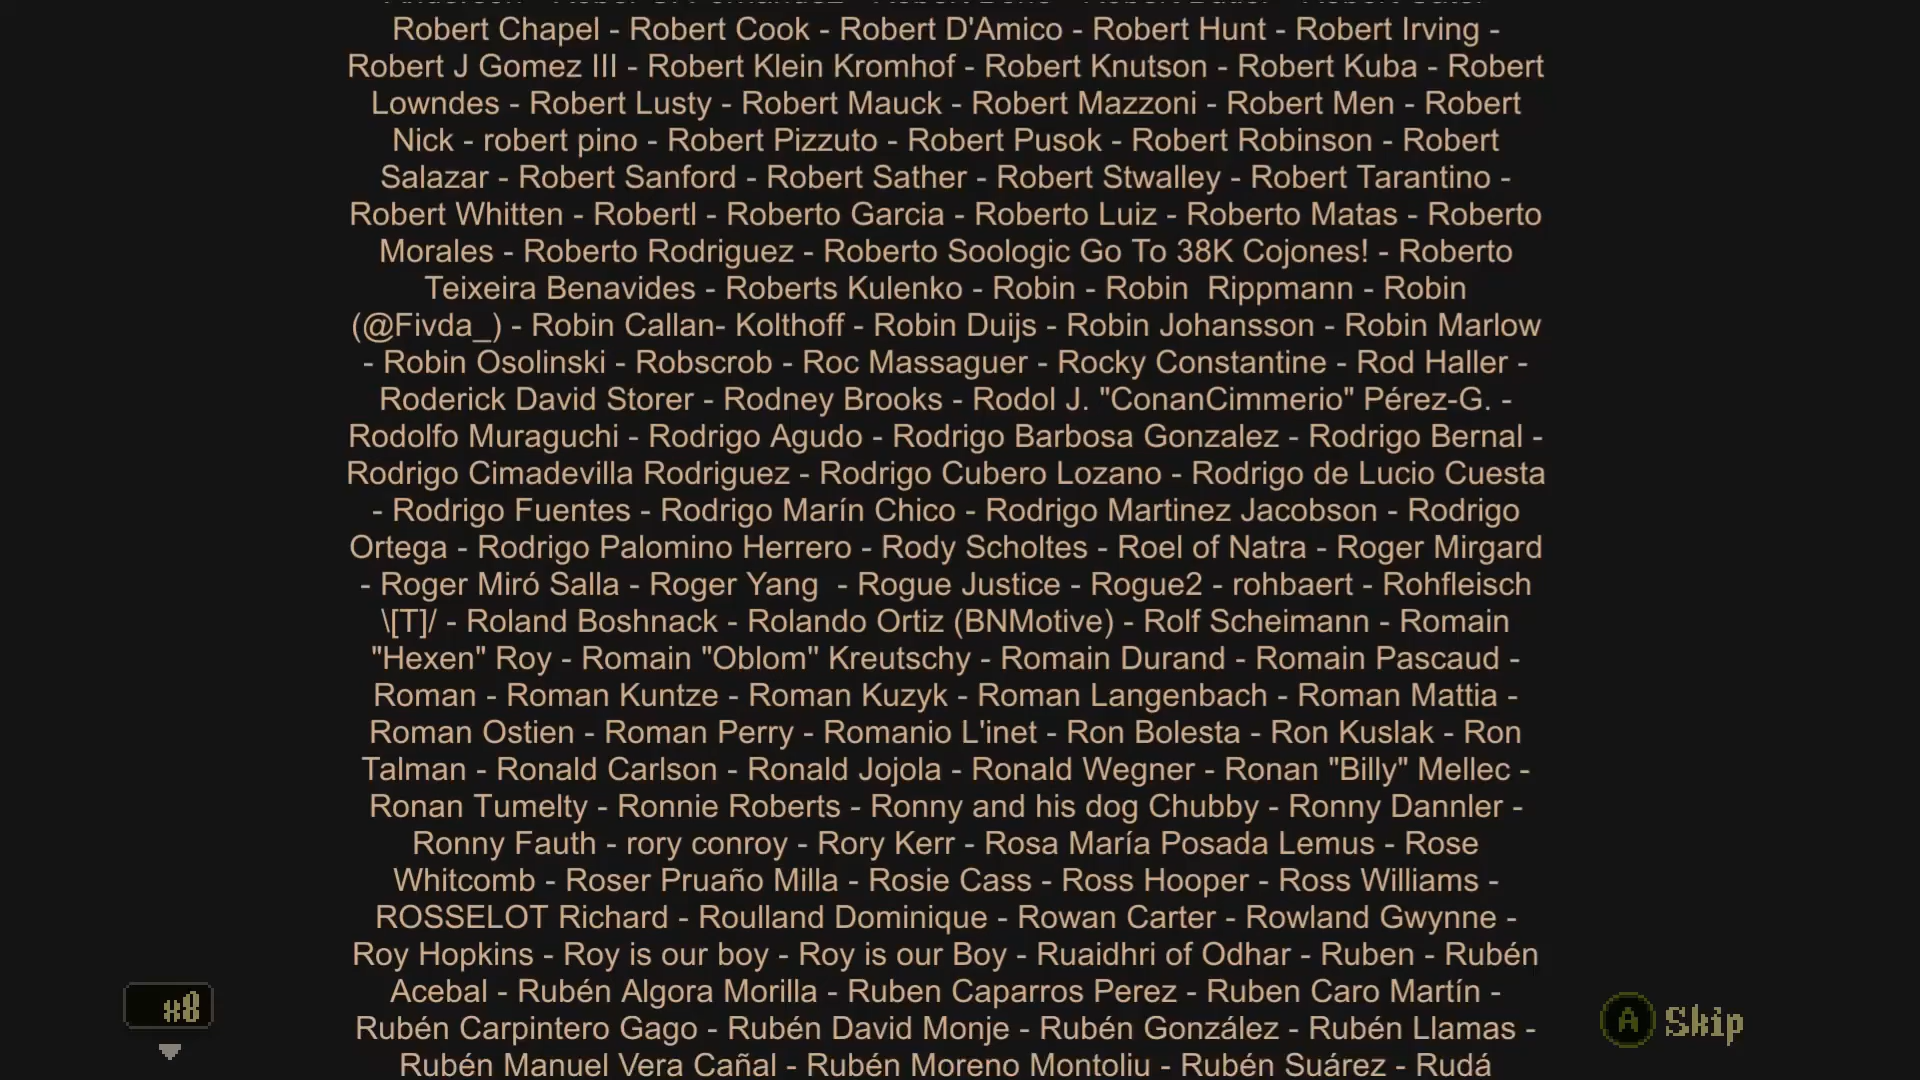 Robert Chapel - Robert Cook - Robert D'Amico - Robert Hunt - Robert Irving -
Robert J Gomez III - Robert Klein Kromhof - Robert Knutson - Robert Kuba - Robert
Lowndes - Robert Lusty - Robert Mauck - Robert Mazzoni - Robert Men - Robert
Nick - robert pino - Robert Pizzuto - Robert Pusok - Robert Robinson - Robert
Salazar - Robert Sanford - Robert Sather - Robert Stwalley - Robert Tarantino -
Robert Whitten - Robertl - Roberto Garcia - Roberto Luiz - Roberto Matas - Roberto
Morales - Roberto Rodriguez - Roberto Soologic Go To 38K Cojones! - Roberto
Teixeira Benavides - Roberts Kulenko - Robin - Robin  Rippmann - Robin
(@Fivda_) - Robin Callan- Kolthoff - Robin Duijs - Robin Johansson - Robin Marlow
- Robin Osolinski - Robscrob - Roc Massaguer - Rocky Constantine - Rod Haller -
Roderick David Storer - Rodney Brooks - Rodol J. "ConanCimmerio" Pérez-G. -
Rodolfo Muraguchi - Rodrigo Agudo - Rodrigo Barbosa Gonzalez - Rodrigo Bernal -
Rodrigo Cimadevilla Rodriguez - Rodrigo Cubero Lozano - Rodrigo de Lucio Cuesta
- Rodrigo Fuentes - Rodrigo Marín Chico - Rodrigo Martinez Jacobson - Rodrigo
Ortega - Rodrigo Palomino Herrero - Rody Scholtes - Roel of Natra - Roger Mirgard
- Roger Miró Salla - Roger Yang  - Rogue Justice - Rogue2 - rohbaert - Rohfleisch
\[T]/ - Roland Boshnack - Rolando Ortiz (BNMotive) - Rolf Scheimann - Romain
"Hexen" Roy - Romain "Oblom" Kreutschy - Romain Durand - Romain Pascaud -
Roman - Roman Kuntze - Roman Kuzyk - Roman Langenbach - Roman Mattia -
Roman Ostien - Roman Perry - Romanio L'inet - Ron Bolesta - Ron Kuslak - Ron
Talman - Ronald Carlson - Ronald Jojola - Ronald Wegner - Ronan "Billy" Mellec -
Ronan Tumelty - Ronnie Roberts - Ronny and his dog Chubby - Ronny Dannler -
Ronny Fauth - rory conroy - Rory Kerr - Rosa María Posada Lemus - Rose
Whitcomb - Roser Pruaño Milla - Rosie Cass - Ross Hooper - Ross Williams -
ROSSELOT Richard - Roulland Dominique - Rowan Carter - Rowland Gwynne -
Roy Hopkins - Roy is our boy - Roy is our Boy - Ruaidhri of Odhar - Ruben - Rubén
Acebal - Rubén Algora Morilla - Ruben Caparros Perez - Ruben Caro Martín -
Rubén Carpintero Gago - Rubén David Monje - Rubén González - Rubén Llamas -
Rubén Manuel Vera Cañal - Rubén Moreno Montoliu - Rubén Suárez - Rudá
x8
A Skip